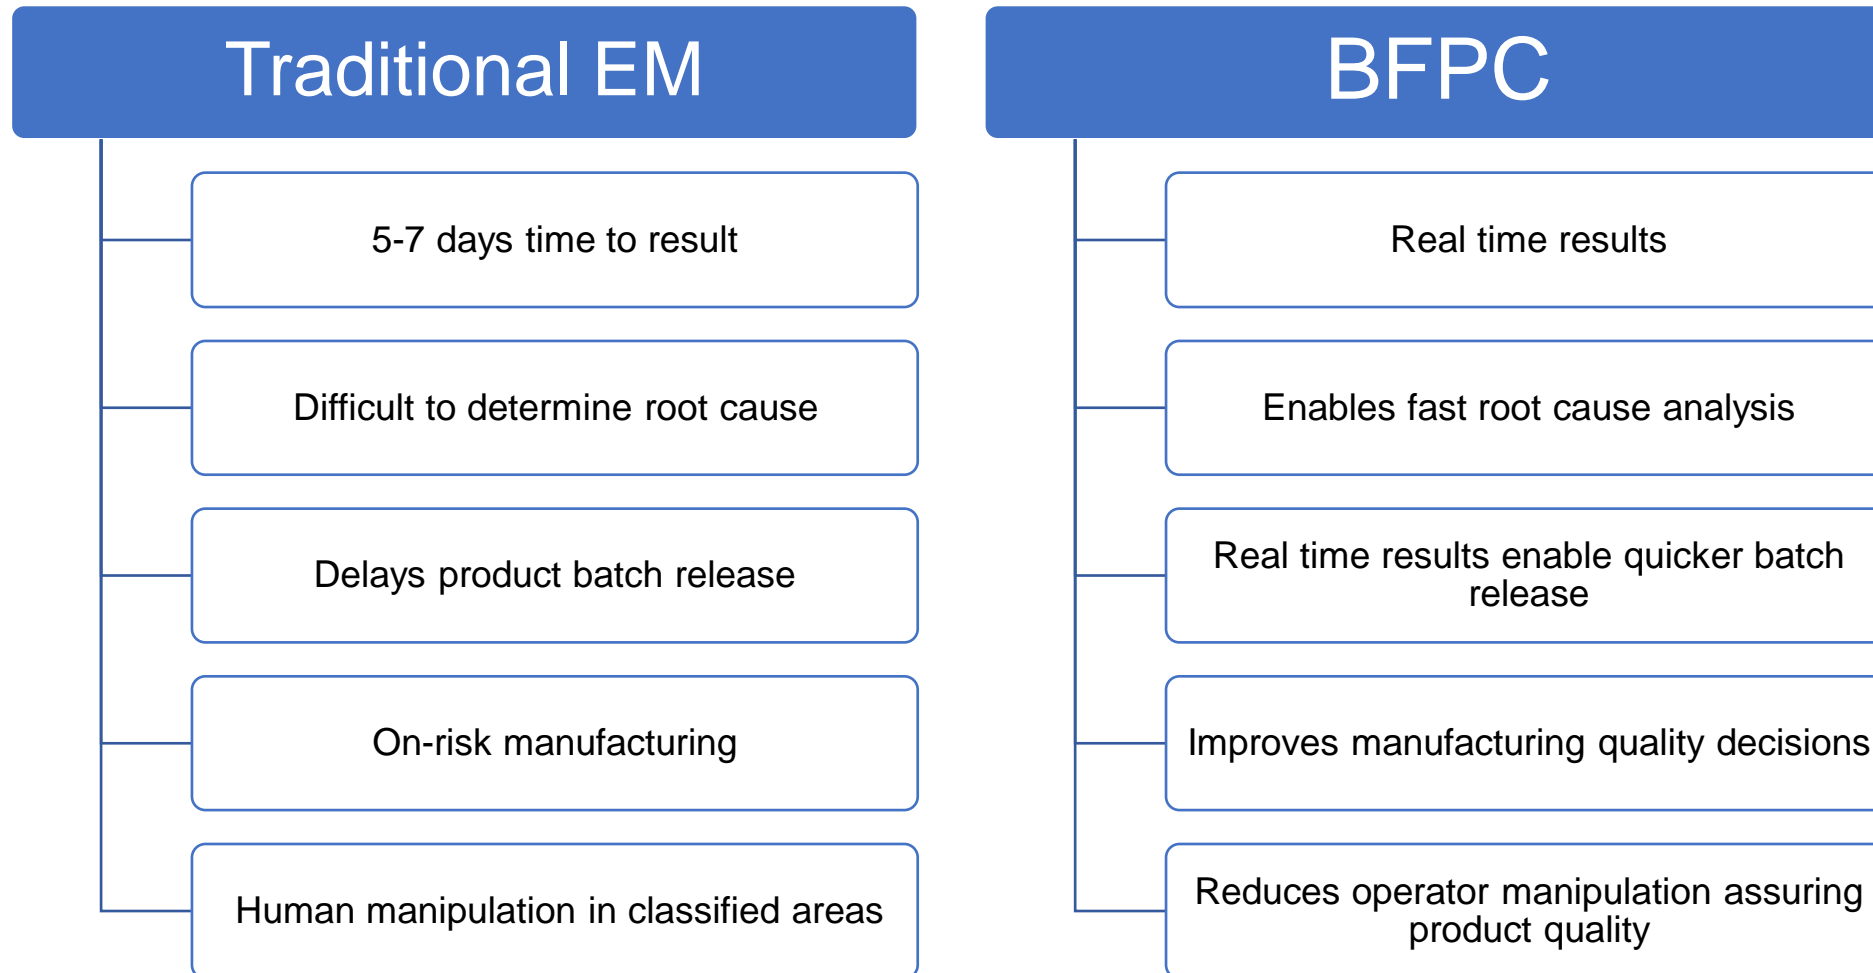 Traditional EM
5-7 days time to result
Difficult to determine root cause
Delays product batch release
On-risk manufacturing
Human manipulation in classified areas
BFPC
Real time results
Enables fast root cause analysis
Real time results enable quicker batch
release
Improves manufacturing quality decisions
Reduces operator manipulation assuring
product quality